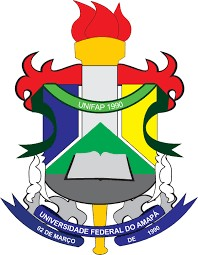 UNIFAP 1990
UNIVERSIDADE FEDERAL DO AMAPÁ
02 DE MARÇO DE 1990